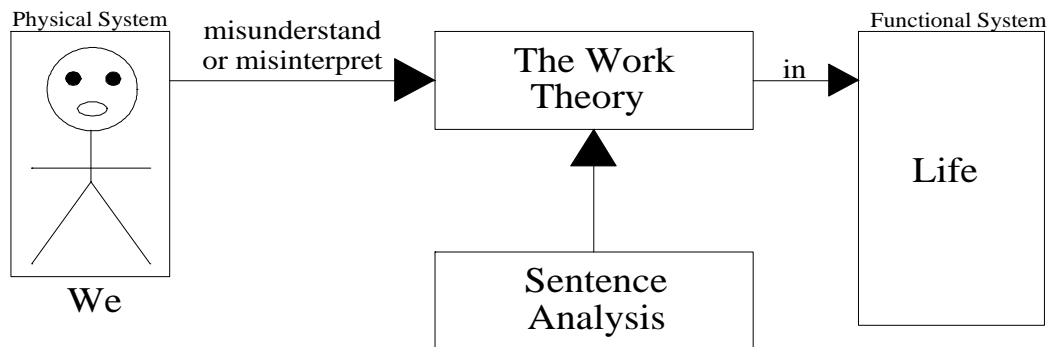 Physical System
We
misunderstand
or misinterpret
The Work
Theory
in
Functional System
Life
Sentence
Analysis